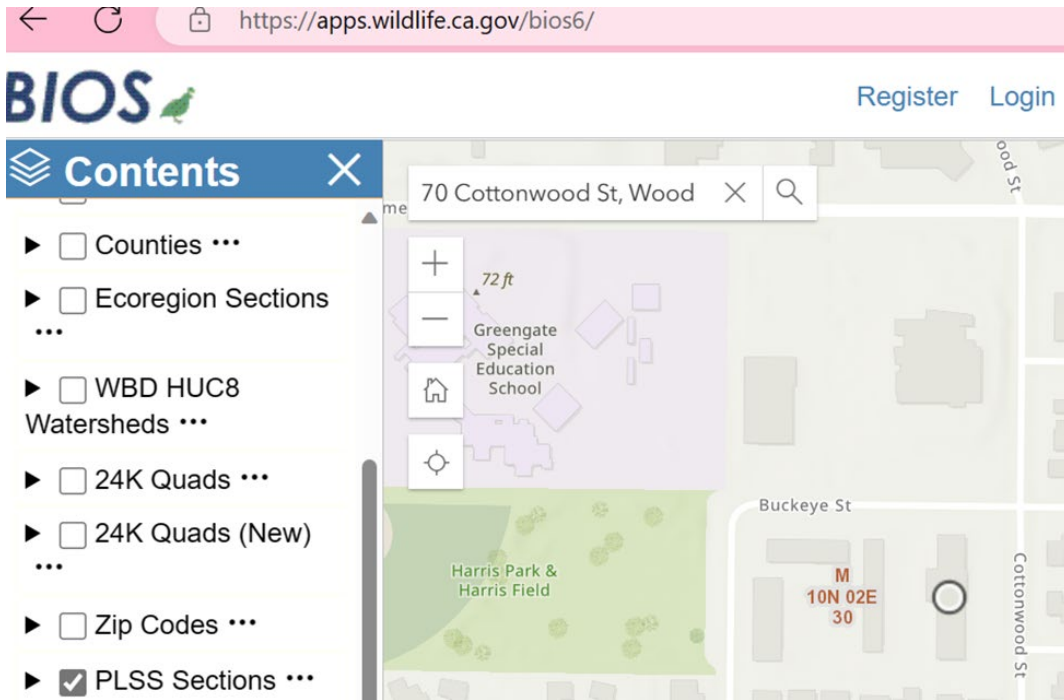 https://apps.wildlife.ca.gov/bios6/
BIOS
Register Login
Contents
70 Cottonwood St, Wood
Counties •••
Ecoregion Sections
•••
WBD HUC8
Watersheds •••
24K Quads •••
24K Quads (New)
•••
Zip Codes •••
PLSS Sections •••
72 ft
Greengate
Special
Education
School
Harris Park &
Harris Field
Buckeye St
M
10N 02E
30
Cottonwood St